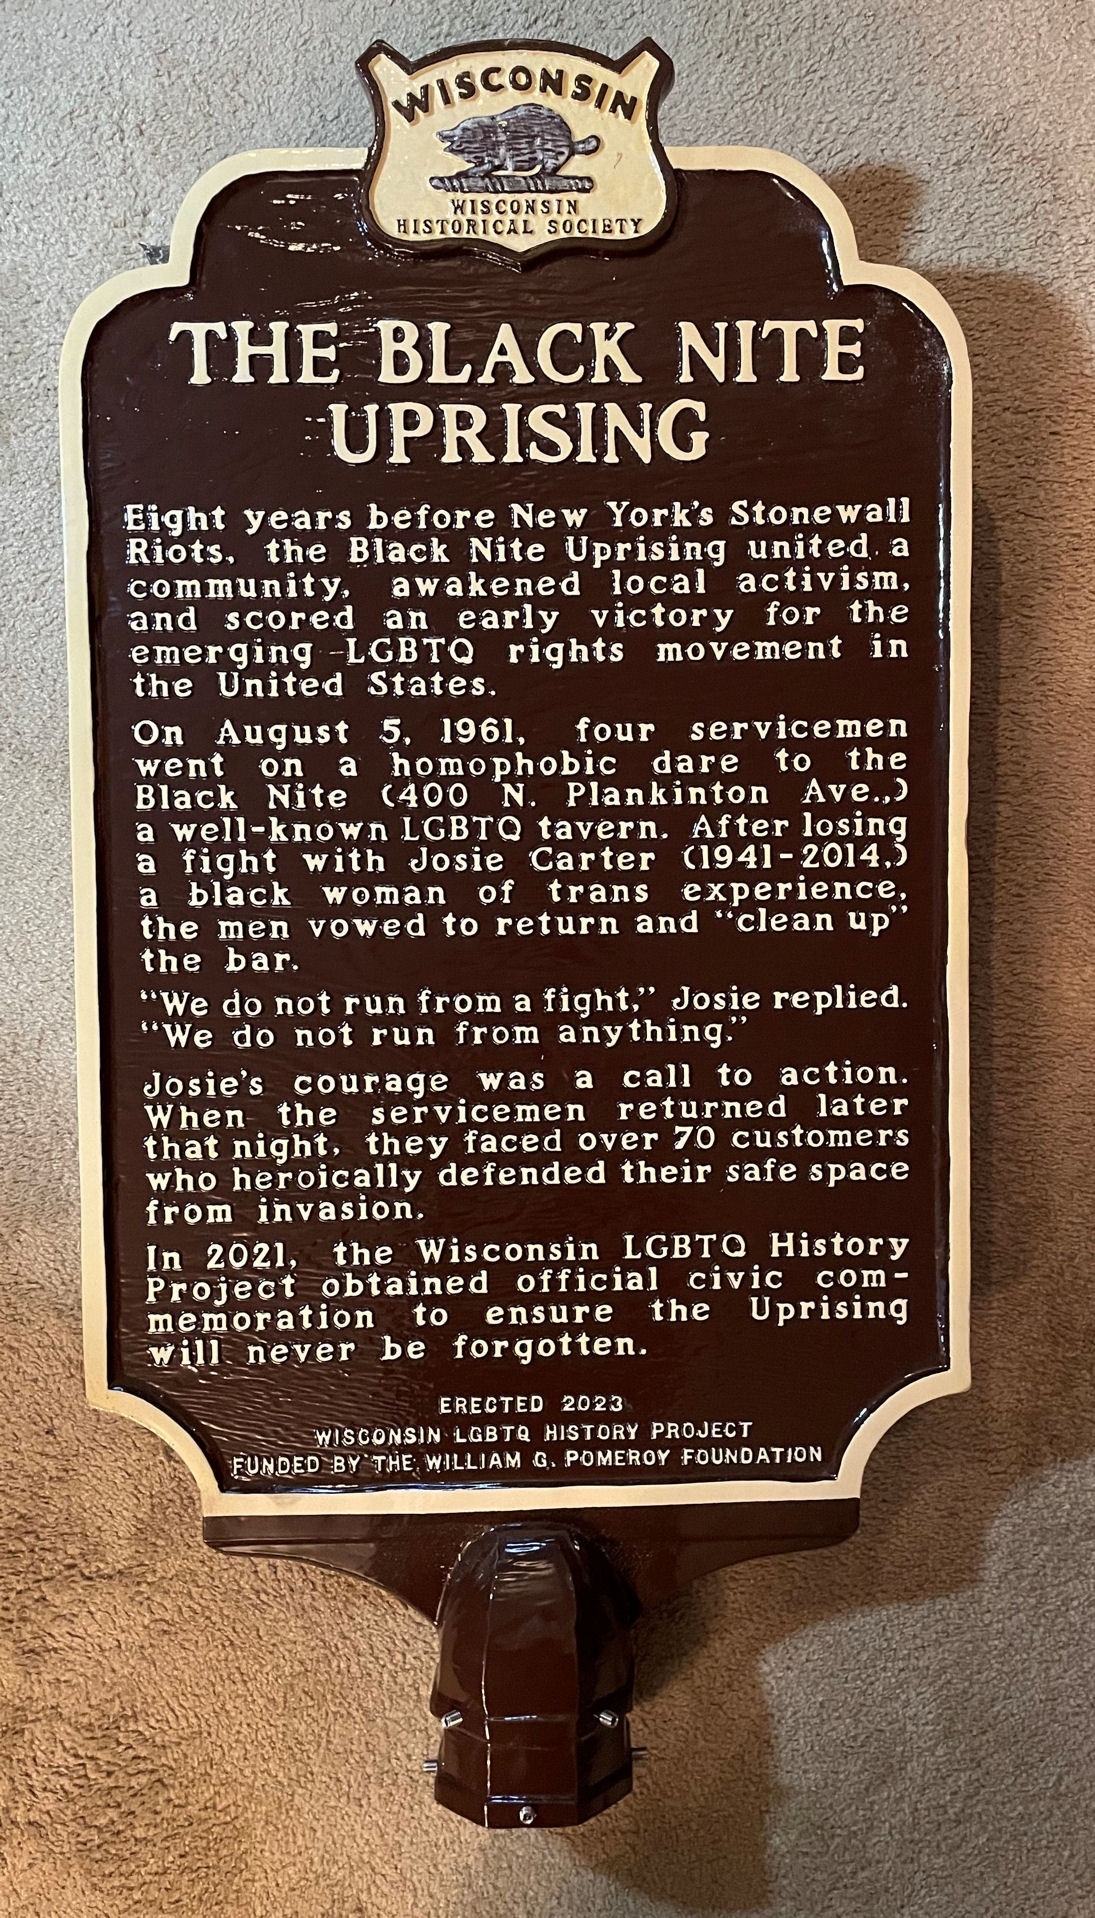 WISCONSIN
WISCONSIN
HISTORICAL SOCIETY
THE BLACK NITE
UPRISING
Eight years before New York's Stonewall
Riots, the Black Nite Uprising united a
community, awakened local activism,
and scored an early victory for the
emerging LGBTQ rights movement in
the United States.
On August 5, 1961, four servicemen
went on a homophobic dare to the
Black Nite (400 N. Plankinton Ave.,)
a well-known LGBTQ tavern. After losing
a fight with Josie Carter (1941-2014,)
a black woman of trans experience,
the men vowed to return and “clean up”
the bar.
“We do not run from a fight,” Josie replied.
“We do not run from anything.”
Josie's courage was a call to action.
When the servicemen returned later
that night, they faced over 70 customers
who heroically defended their safe space
from invasion.
In 2021, the Wisconsin LGBTQ History
Project obtained official civic com-
memoration to ensure the Uprising
will never be forgotten.
ERECTED 2023
WISCONSIN LGBTQ HISTORY PROJECT
FUNDED BY THE WILLIAM G. POMEROY FOUNDATION